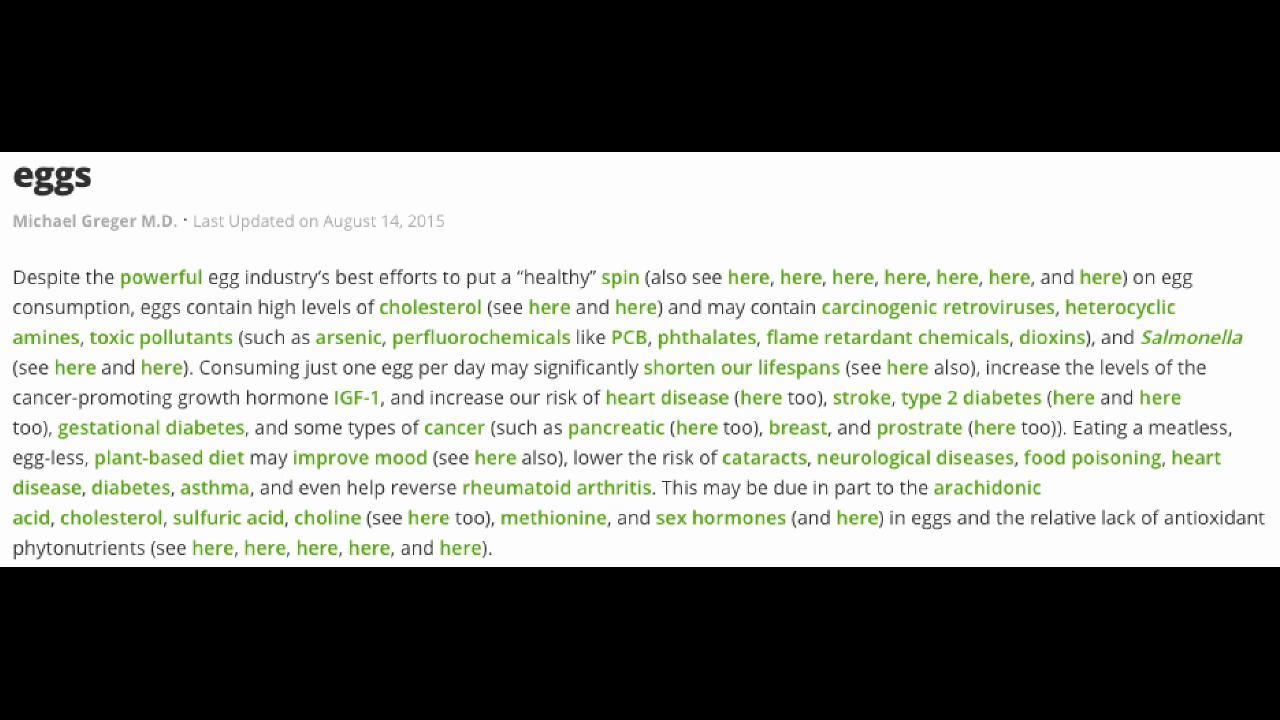 eggs
Michael Greger M.D. · Last Updated on August 14, 2015
Despite the powerful egg industry’s best efforts to put a “healthy” spin (also see here, here, here, here, here, here, and here) on egg
consumption, eggs contain high levels of cholesterol (see here and here) and may contain carcinogenic retroviruses, heterocyclic
amines, toxic pollutants (such as arsenic, perfluorochemicals like PCB, phthalates, flame retardant chemicals, dioxins), and Salmonella
(see here and here). Consuming just one egg per day may significantly shorten our lifespans (see here also), increase the levels of the
cancer-promoting growth hormone IGF-1, and increase our risk of heart disease (here too), stroke, type 2 diabetes (here and here
too), gestational diabetes, and some types of cancer (such as pancreatic (here too), breast, and prostrate (here too)). Eating a meatless,
egg-less, plant-based diet may improve mood (see here also), lower the risk of cataracts, neurological diseases, food poisoning, heart
disease, diabetes, asthma, and even help reverse rheumatoid arthritis. This may be due in part to the arachidonic
acid, cholesterol, sulfuric acid, choline (see here too), methionine, and sex hormones (and here) in eggs and the relative lack of antioxidant
phytonutrients (see here, here, here, here, and here).